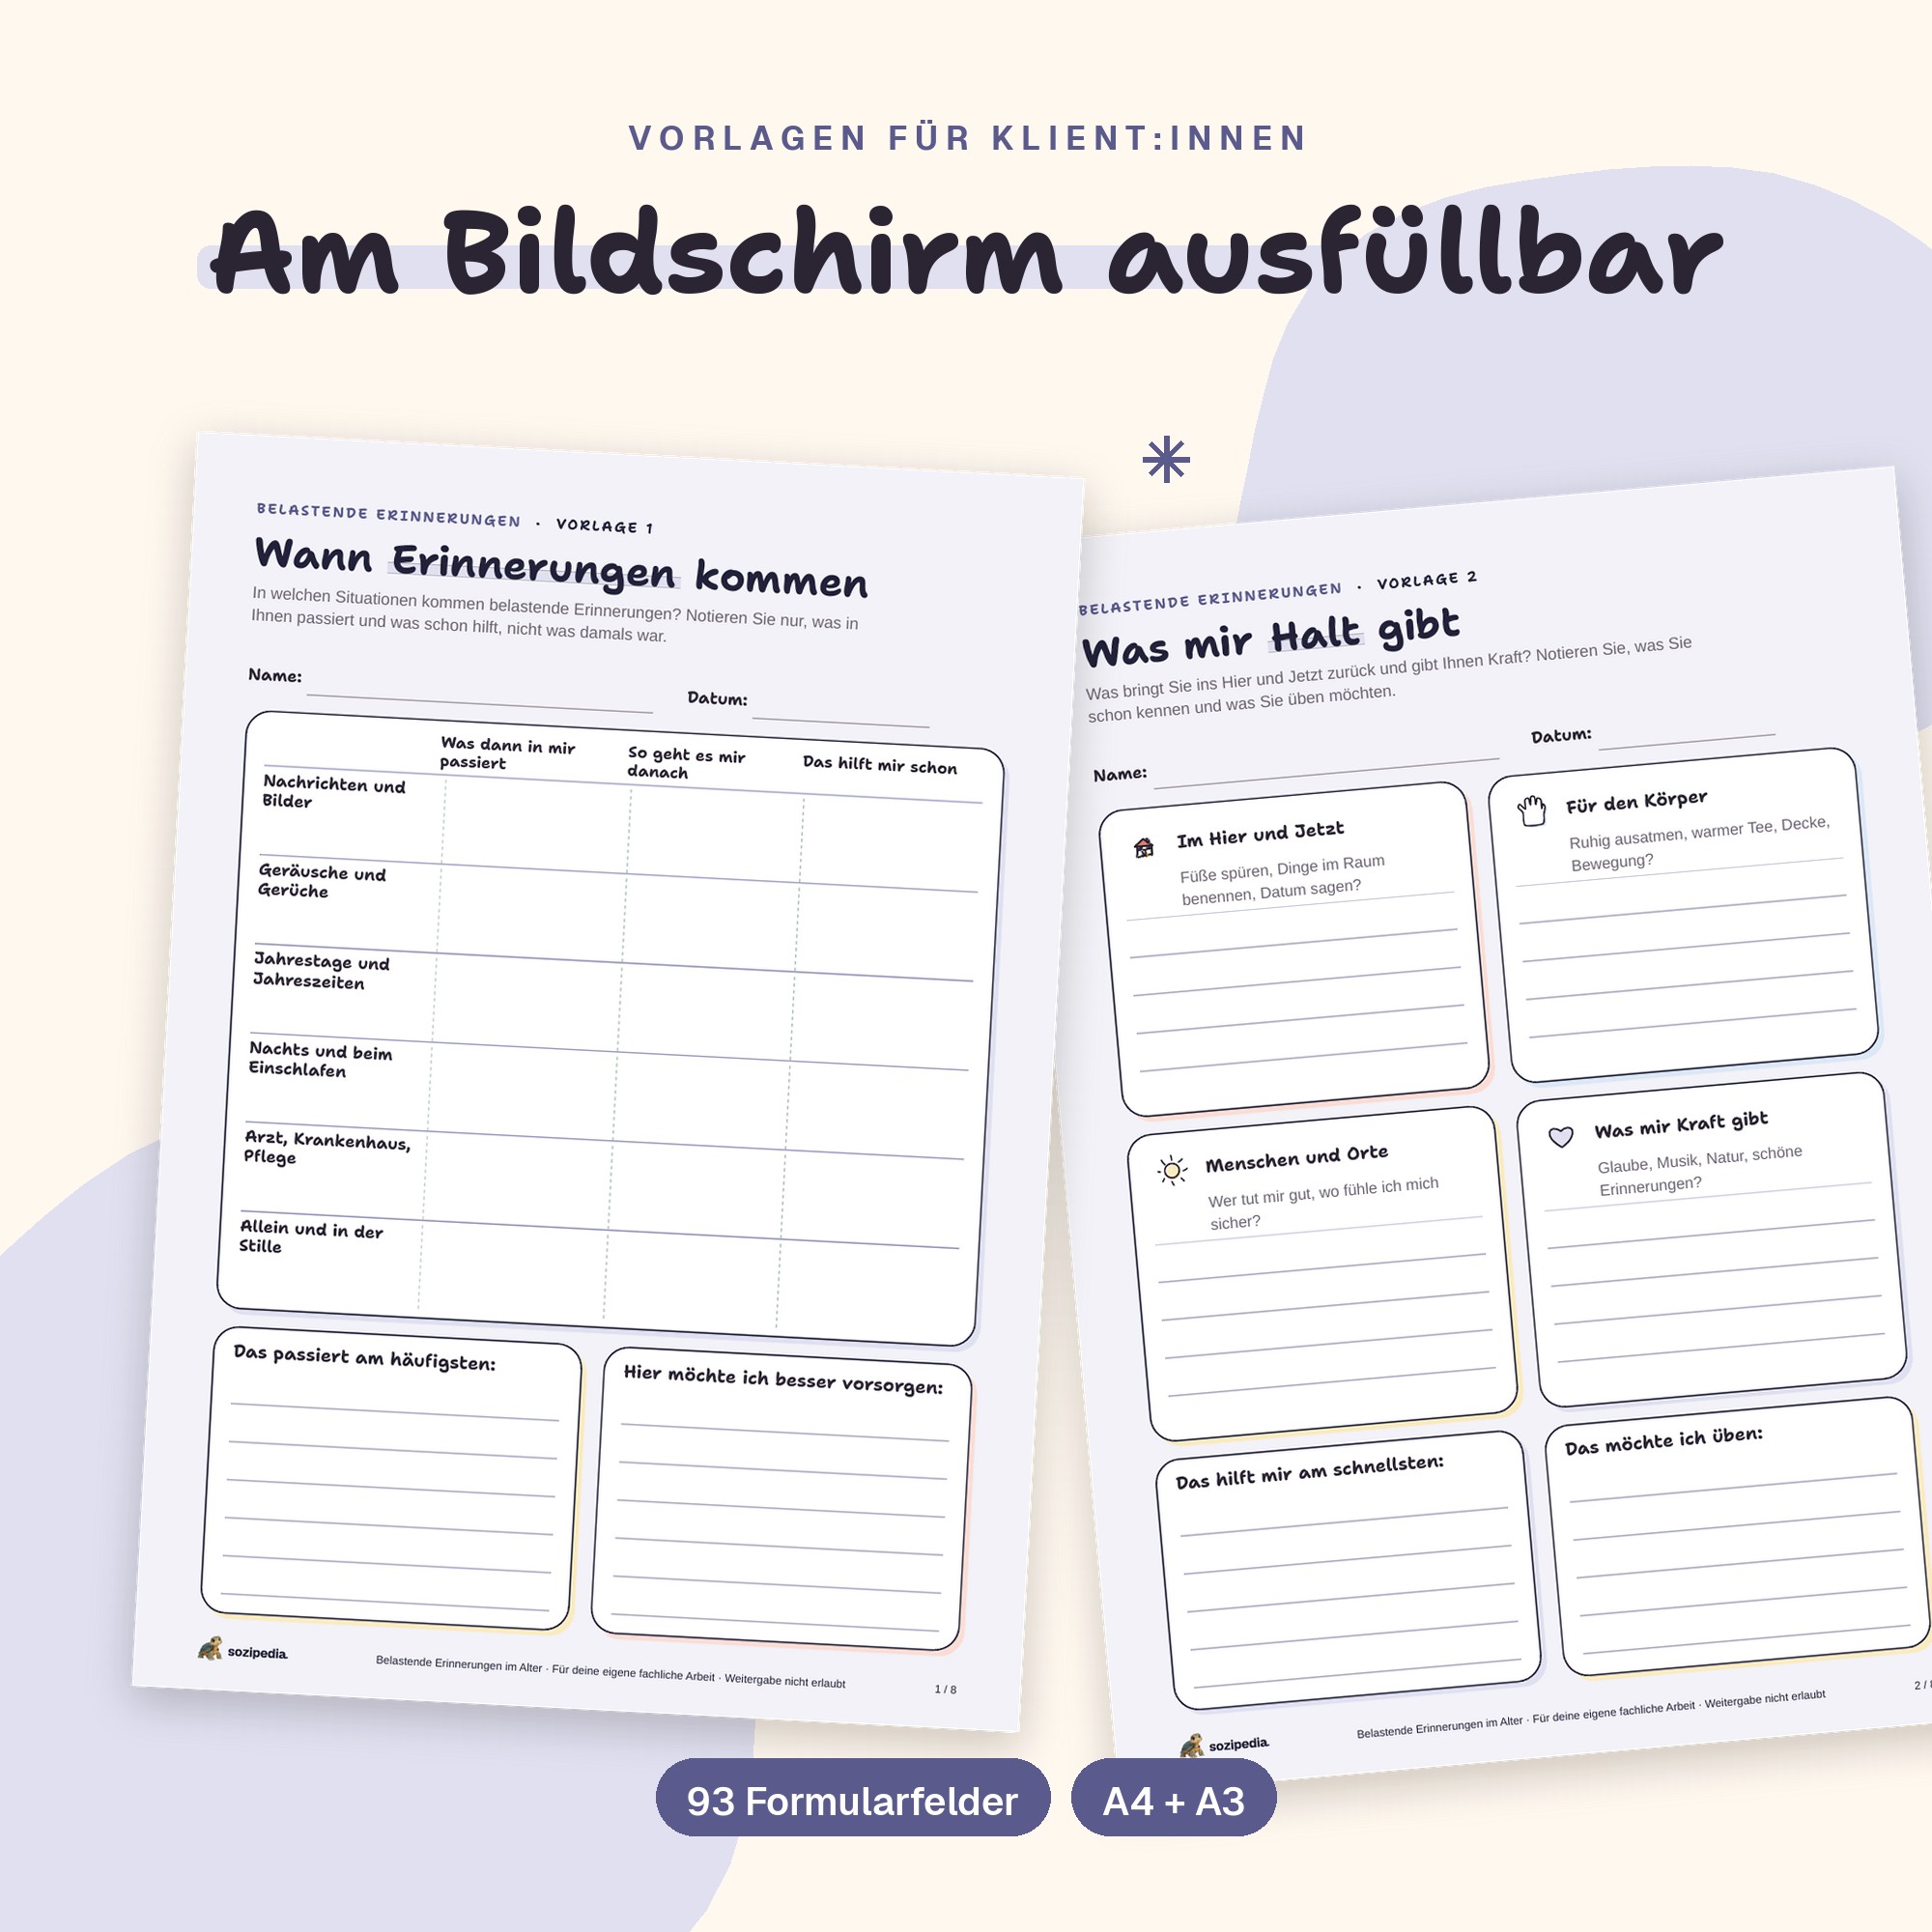 VORLAGEN FÜR KLIENT:INNEN
Am Bildschirm ausfüllbar
BELASTENDE ERINNERUNGEN · VORLAGE 1
Wann Erinnerungen kommen
In welchen Situationen kommen belastende Erinnerungen? Notieren Sie nur, was in
Ihnen passiert und was schon hilft, nicht was damals war.
Name:
Datum:
Was dann in mir
passiert
So geht es mir
danach
Das hilft mir schon
Nachrichten und
Bilder
Geräusche und
Gerüche
Jahrestage und
Jahreszeiten
Nachts und beim
Einschlafen
Arzt, Krankenhaus,
Pflege
Allein und in der
Stille
Das passiert am häufigsten:
Hier möchte ich besser vorsorgen:
sozipedia.
Belastende Erinnerungen im Alter · Für deine eigene fachliche Arbeit · Weitergabe nicht erlaubt
1 / 8
BELASTENDE ERINNERUNGEN · VORLAGE 2
Was mir Halt gibt
Was bringt Sie ins Hier und Jetzt zurück und gibt Ihnen Kraft? Notieren Sie, was Sie
schon kennen und was Sie üben möchten.
Name:
Datum:
Im Hier und Jetzt
Füße spüren, Dinge im Raum
benennen, Datum sagen?
Für den Körper
Ruhig ausatmen, warmer Tee, Decke,
Bewegung?
Menschen und Orte
Wer tut mir gut, wo fühle ich mich
sicher?
Was mir Kraft gibt
Glaube, Musik, Natur, schöne
Erinnerungen?
Das hilft mir am schnellsten:
Das möchte ich üben:
sozipedia.
Belastende Erinnerungen im Alter · Für deine eigene fachliche Arbeit · Weitergabe nicht erlaubt
2 / 8
93 Formularfelder
A4 + A3